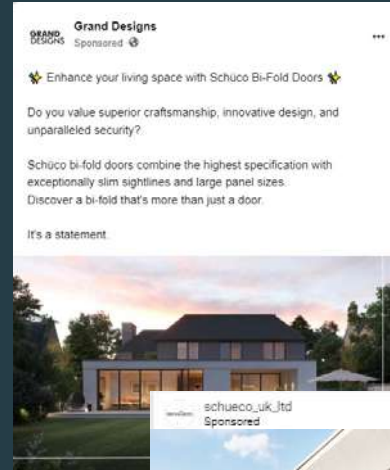 GRAND
DESIGNS
Grand Designs
Sponsored
Enhance your living space with Schüco Bi-Fold Doors
Do you value superior craftsmanship, innovative design, and
unparalleled security?
Schüco bi-fold doors combine the highest specification with
exceptionally slim sightlines and large panel sizes.
Discover a bi-fold that's more than just a door.
It's a statement.
schueco_uk_ltd
Sponsored